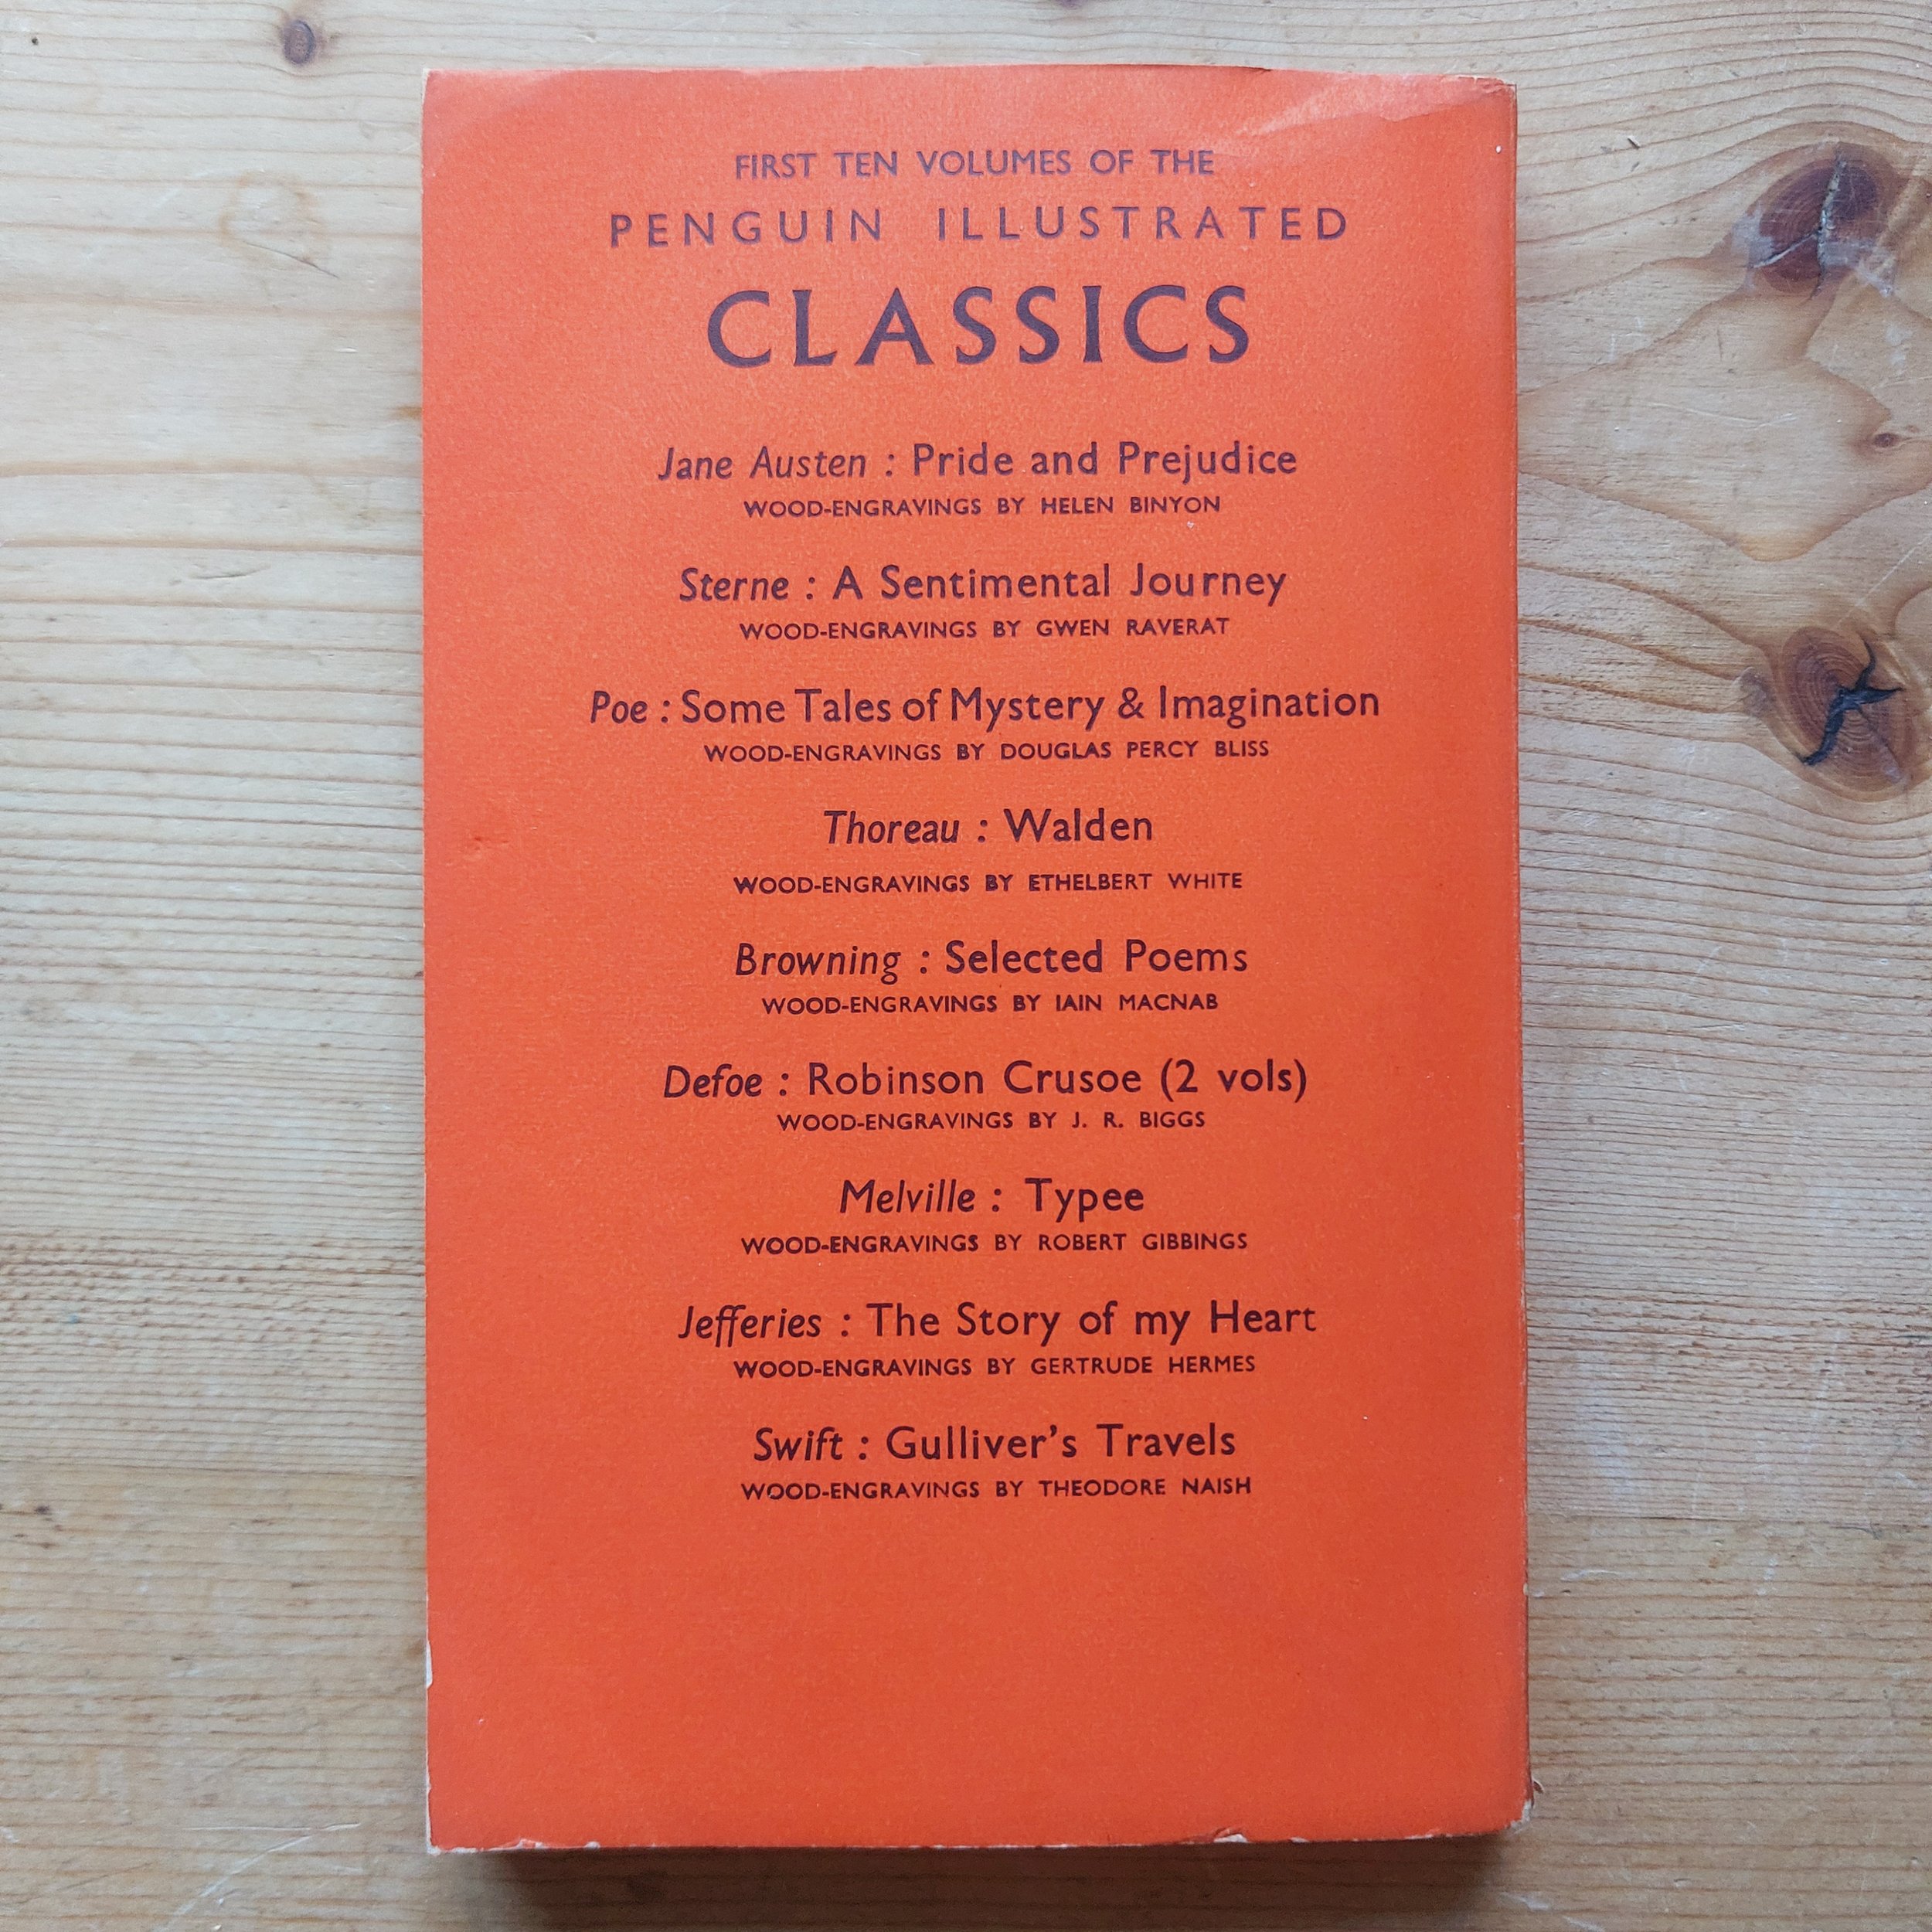 FIRST TEN VOLUMES OF THE
PENGUIN ILLUSTRATED
CLASSICS
Jane Austen : Pride and Prejudice
WOOD-ENGRAVINGS BY HELEN BINYON
Sterne : A Sentimental Journey
WOOD-ENGRAVINGS BY GWEN RAVERAT
Poe : Some Tales of Mystery & Imagination
WOOD-ENGRAVINGS BY DOUGLAS PERCY BLISS
Thoreau : Walden
WOOD-ENGRAVINGS BY ETHELBERT WHITE
Browning : Selected Poems
WOOD-ENGRAVINGS BY IAIN MACNAB
Defoe : Robinson Crusoe (2 vols)
WOOD-ENGRAVINGS BY J. R. BIGGS
Melville : Typee
WOOD-ENGRAVINGS BY ROBERT GIBBINGS
Jefferies : The Story of my Heart
WOOD-ENGRAVINGS BY GERTRUDE HERMES
Swift : Gulliver's Travels
WOOD-ENGRAVINGS BY THEODORE NAISH